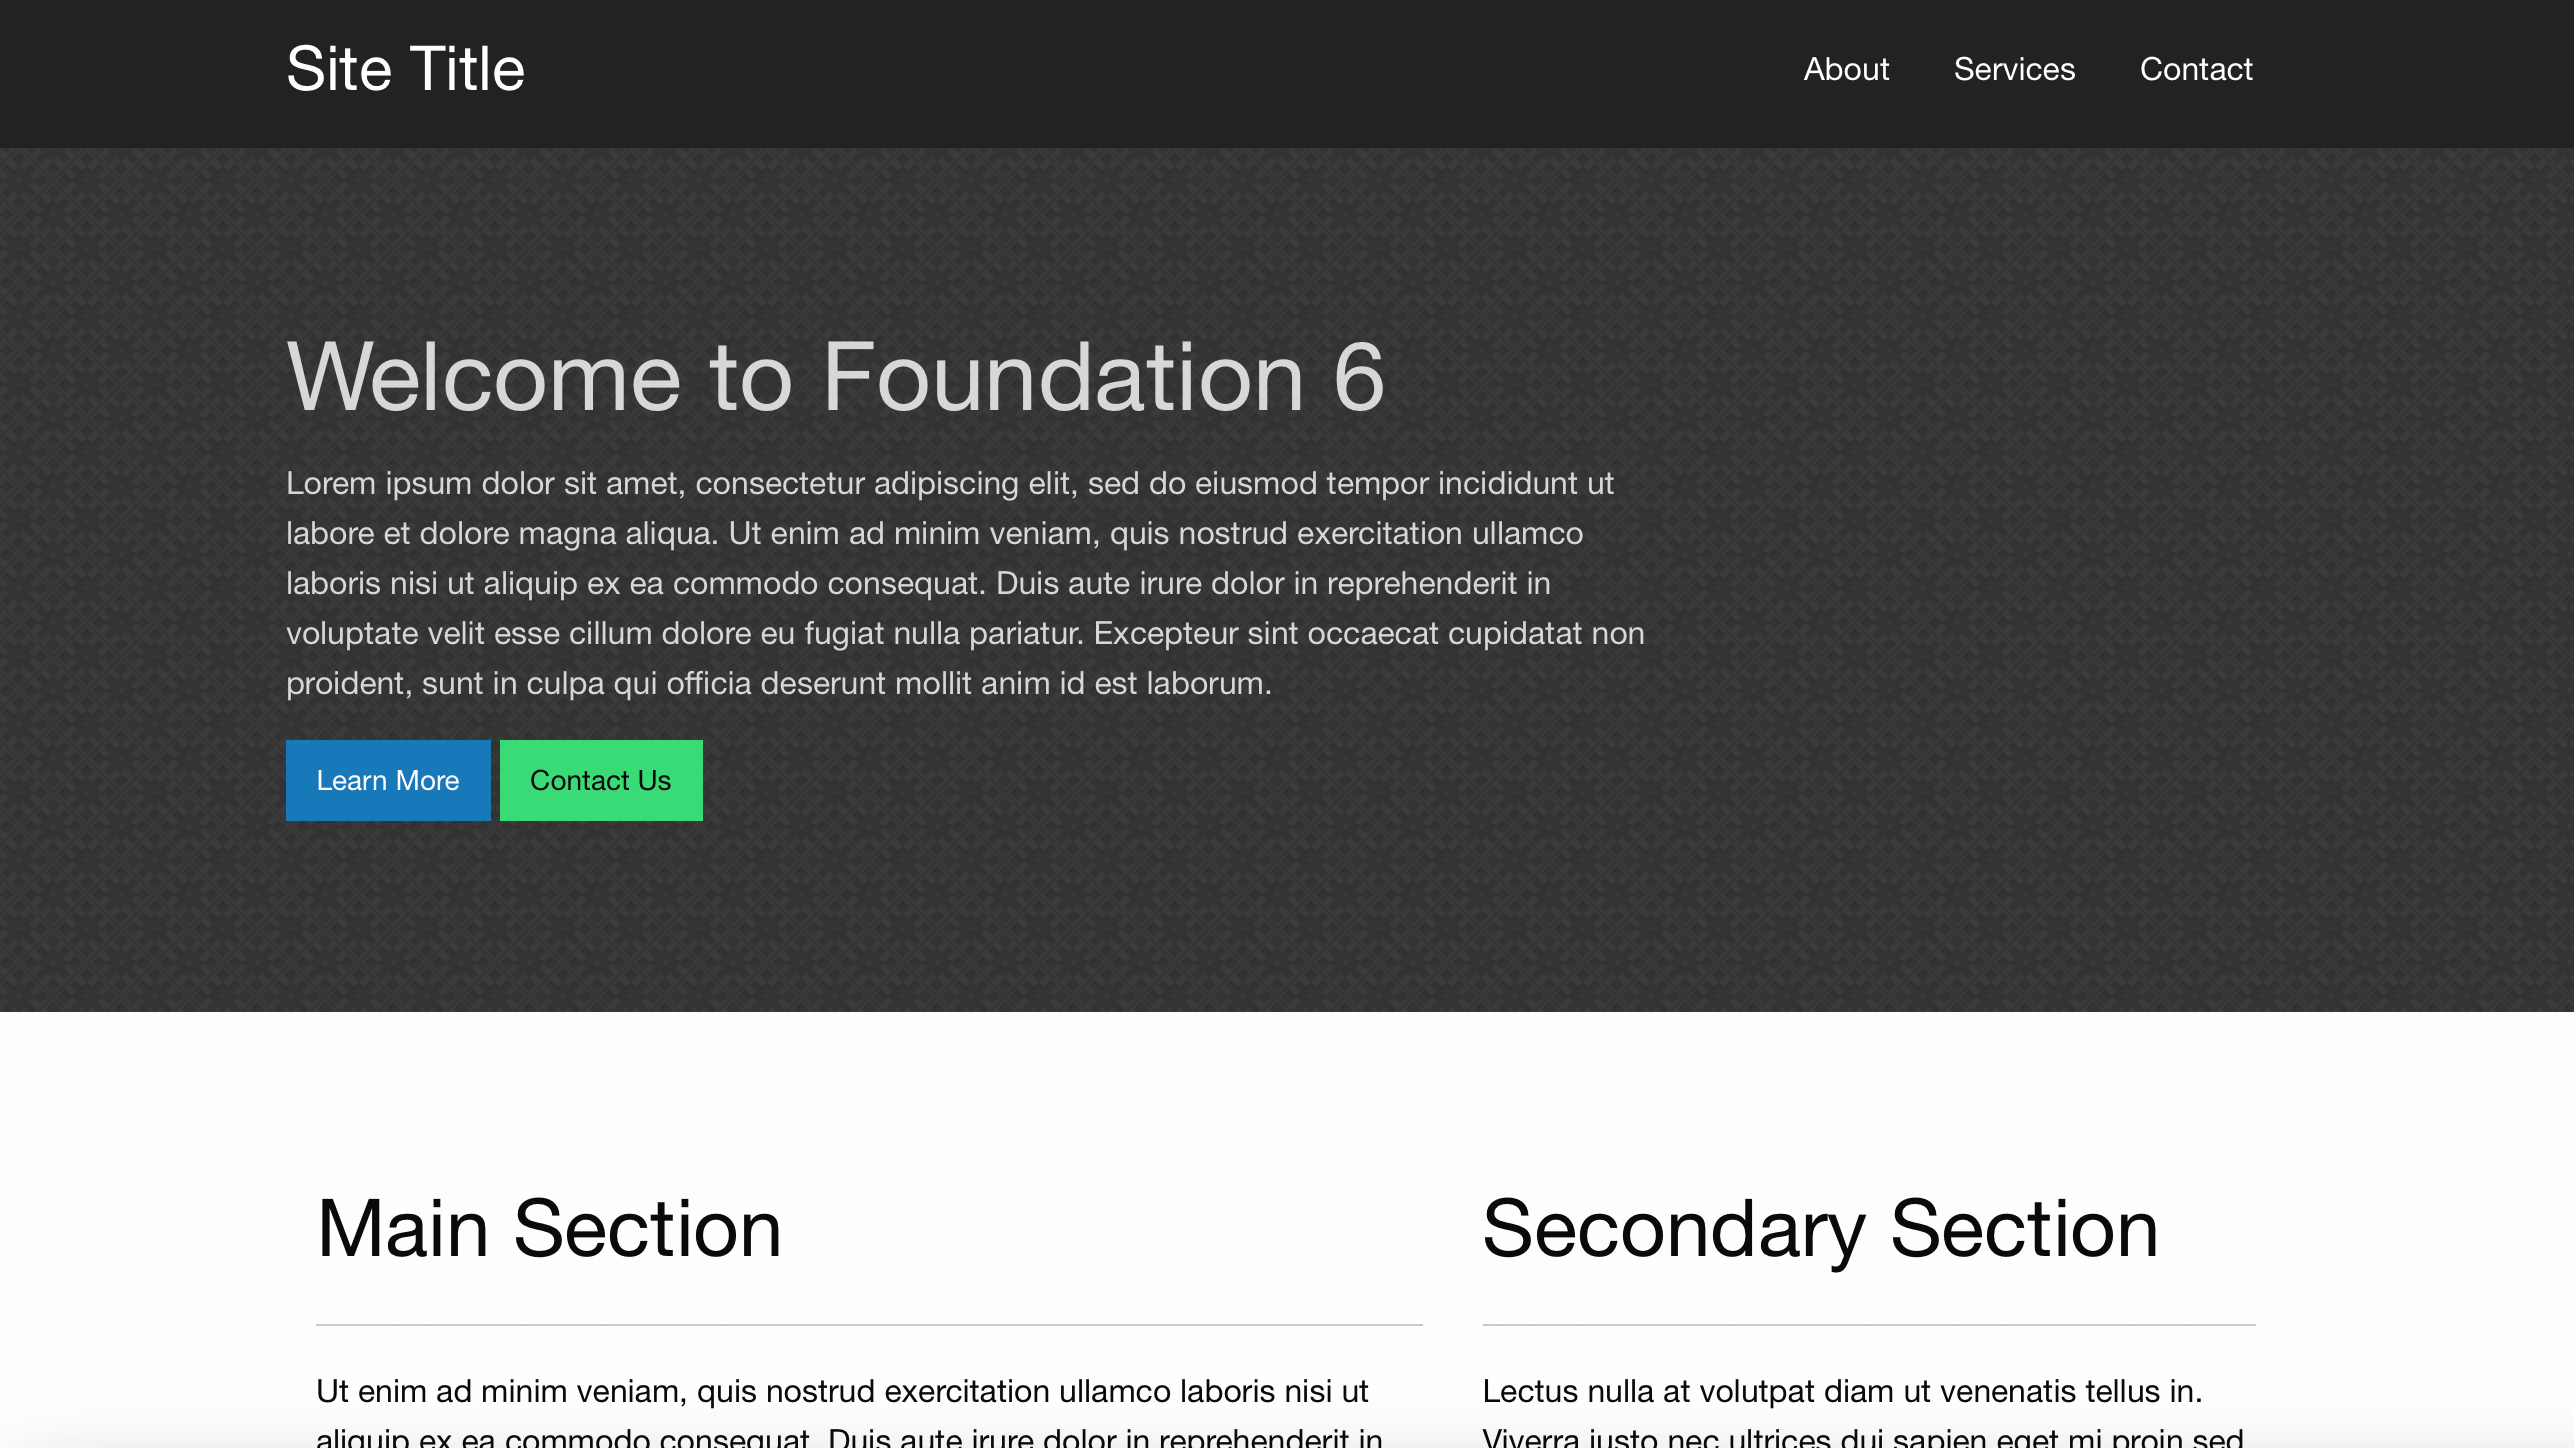 Site Title
About Services Contact
Welcome to Foundation 6
Lorem ipsum dolor sit amet, consectetur adipiscing elit, sed do eiusmod tempor incididunt ut
labore et dolore magna aliqua. Ut enim ad minim veniam, quis nostrud exercitation ullamco
laboris nisi ut aliquip ex ea commodo consequat. Duis aute irure dolor in reprehenderit in
voluptate velit esse cillum dolore eu fugiat nulla pariatur. Excepteur sint occaecat cupidatat non
proident, sunt in culpa qui officia deserunt mollit anim id est laborum.
Learn More
Contact Us
Main Section
Ut enim ad minim veniam, quis nostrud exercitation ullamco laboris nisi ut
aliquip ex ea commodo consequat. Duis aute irure dolor in reprehenderit in
Secondary Section
Lectus nulla at volutpat diam ut venenatis tellus in.
Viverra justo nec ultrices dui sapien eget mi proin sed